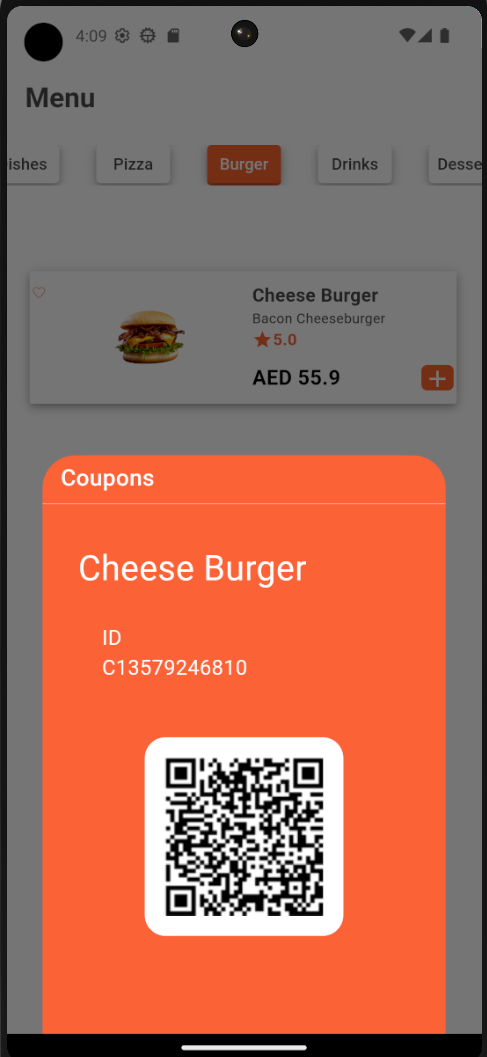 4:09
Menu
ishes Pizza Burger Drinks Desse
Cheese Burger
Bacon Cheeseburger
5.0
AED 55.9
Coupons
Cheese Burger
ID
C13579246810